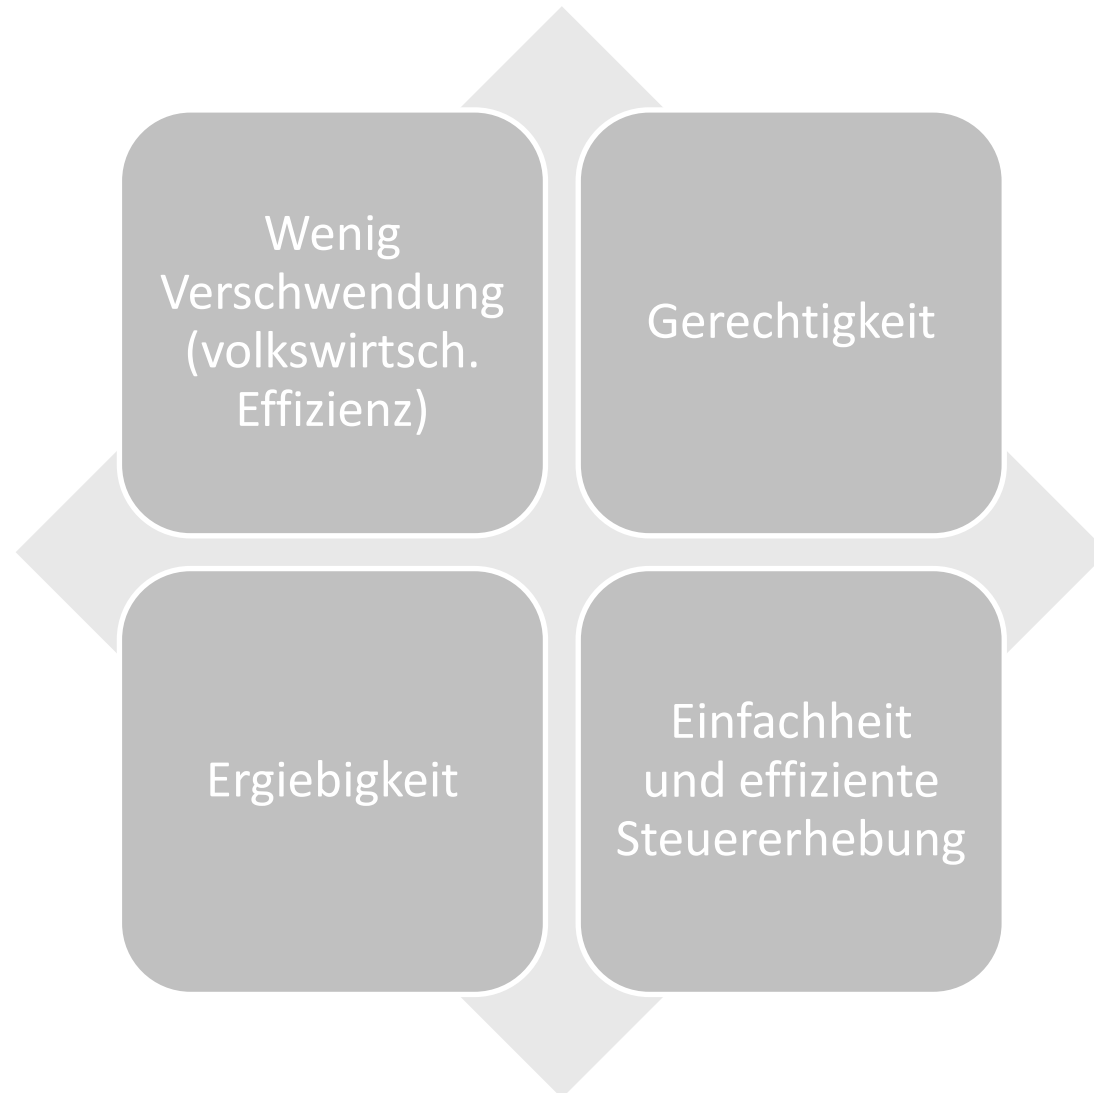 Wenig
Verschwendung
(volkswirtsch.
Effizienz)
Gerechtigkeit
Ergiebigkeit
Einfachheit
und effiziente
Steuererhebung